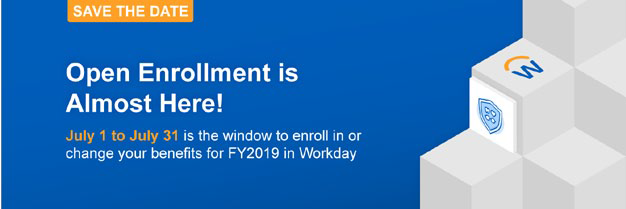 SAVE THE DATE
Open Enrollment is
Almost Here!
July 1 to July 31 is the window to enroll in or
change your benefits for FY2019 in Workday
W